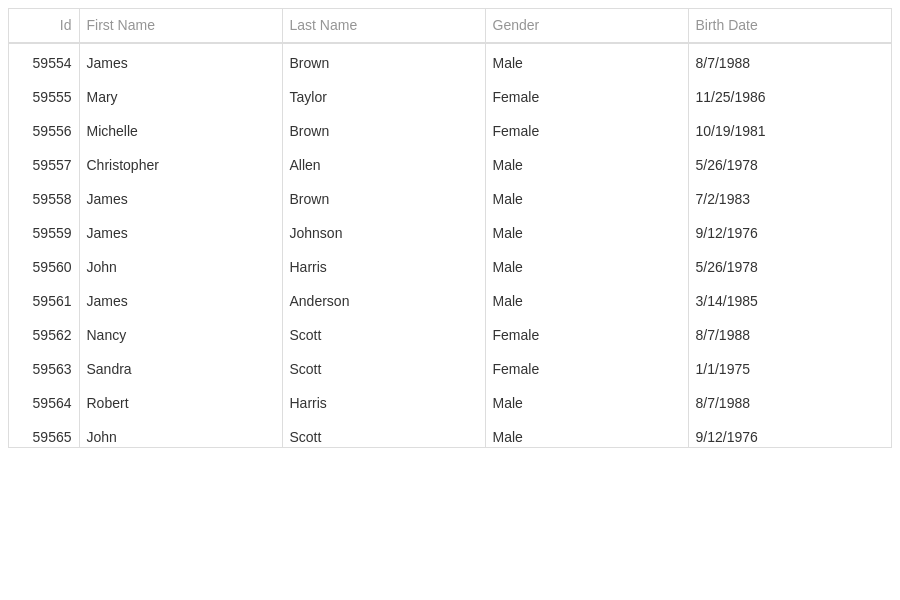 Id First Name Last Name Gender Birth Date
59554 James Brown Male 8/7/1988
59555 Mary Taylor Female 11/25/1986
59556 Michelle Brown Female 10/19/1981
59557 Christopher Allen Male 5/26/1978
59558 James Brown Male 7/2/1983
59559 James Johnson Male 9/12/1976
59560 John Harris Male 5/26/1978
59561 James Anderson Male 3/14/1985
59562 Nancy Scott Female 8/7/1988
59563 Sandra Scott Female 1/1/1975
59564 Robert Harris Male 8/7/1988
59565 John Scott Male 9/12/1976